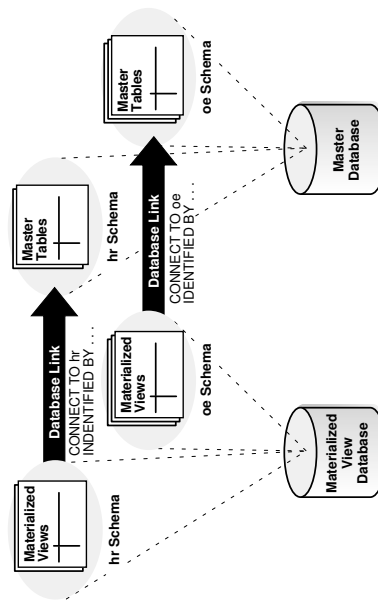 Materialized
Views
Database Link
CONNECT TO hr
INDENTIFIED BY . . .
Master
Tables
hr Schema
hr Schema
Materialized
Views
Database Link
CONNECT TO oe
IDENTIFIED BY . . .
Master
Tables
oe Schema
oe Schema
Materialized
View
Database
Master
Database